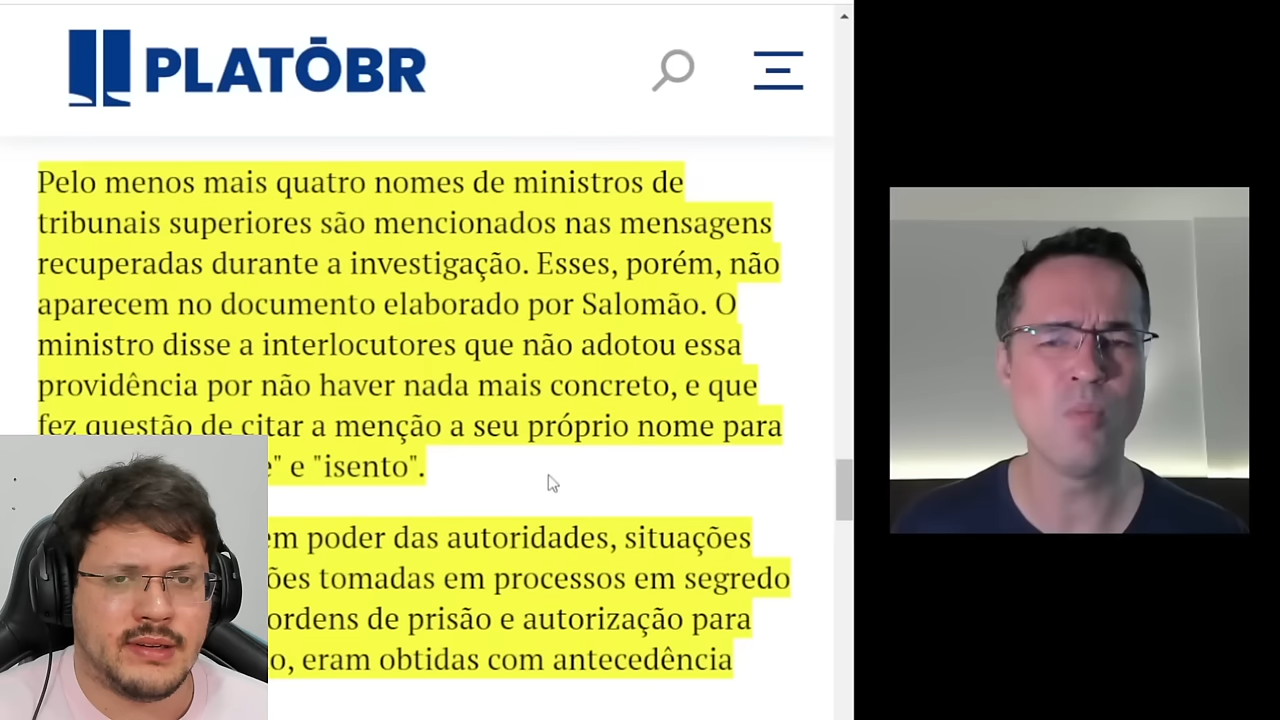 PLATŌBR
Pelo menos mais quatro nomes de ministros de
tribunais superiores são mencionados nas mensagens
recuperadas durante a investigação. Esses, porém, não
aparecem no documento elaborado por Salomão. O
ministro disse a interlocutores que não adotou essa
providência por não haver nada mais concreto, e que
fez questão de citar a menção a seu próprio nome para
e" e "isento".
em poder das autoridades, situações
ões tomadas em processos em segredo
ordens de prisão e autorização para
o, eram obtidas com antecedência